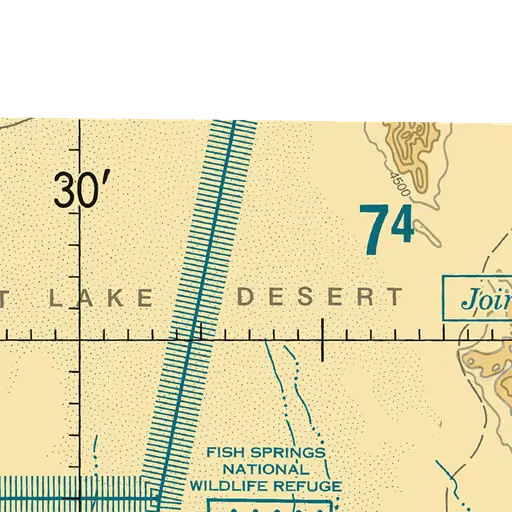 4500
30′
74
T LAKE DESERT
Join
FISH SPRINGS
NATIONAL
WILDLIFE REFUGE